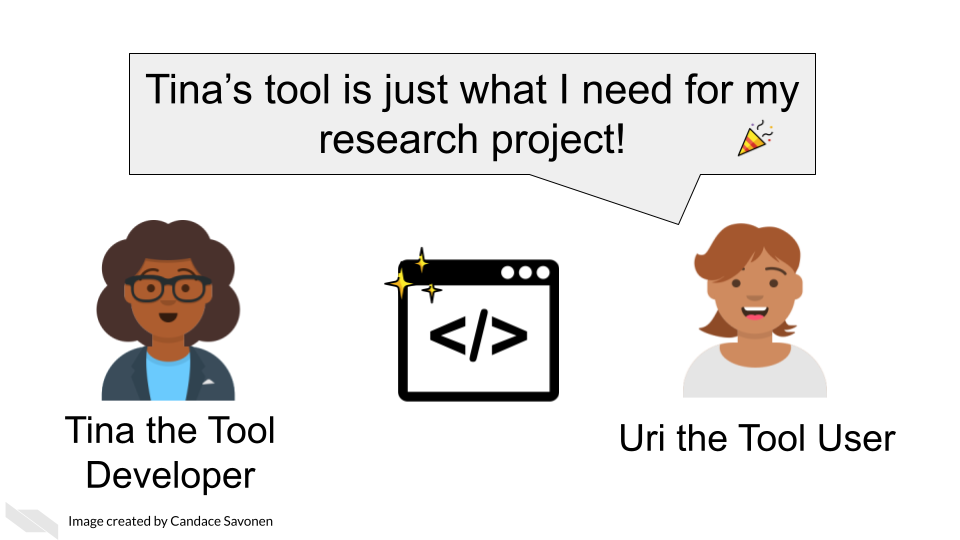 Tina’s tool is just what I need for my
research project!
</>
Tina the Tool
Developer
Uri the Tool User
Image created by Candace Savonen